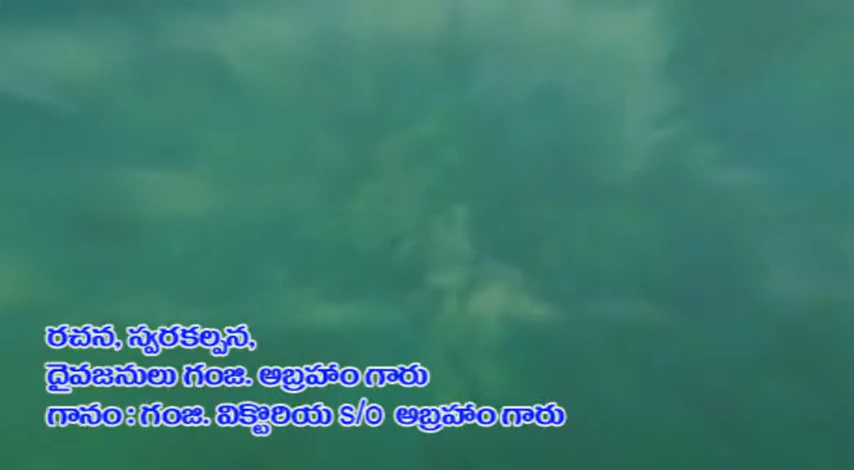 రచన, స్వరకల్పన,
దైవజనులు గంజి. అబ్రహాం గారు
గానం : గంజి. విక్టొరియ s/o అబ్రహాం గారు